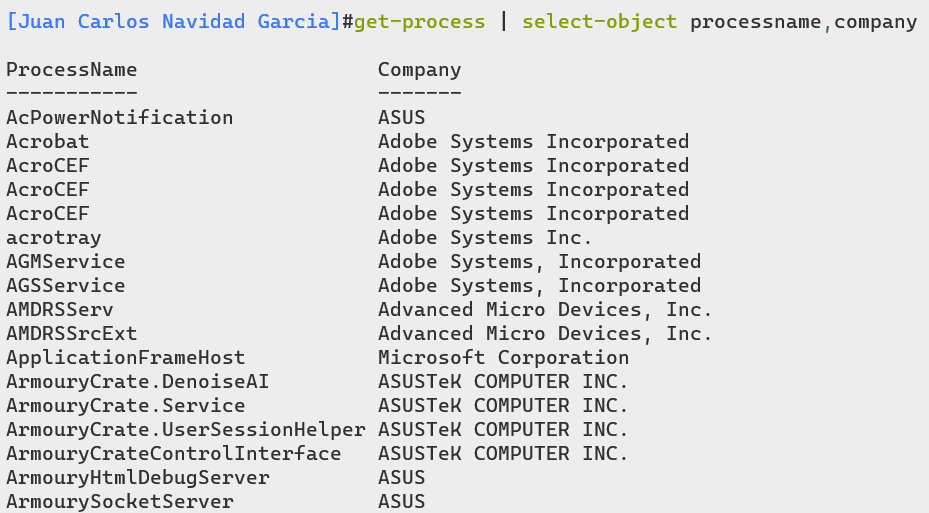 [Juan Carlos Navidad Garcia]#get-process | select-object processname,company
ProcessName Company
----------- -------
AcPowerNotification ASUS
Acrobat Adobe Systems Incorporated
AcroCEF Adobe Systems Incorporated
AcroCEF Adobe Systems Incorporated
AcroCEF Adobe Systems Incorporated
acrotray Adobe Systems Inc.
AGMService Adobe Systems, Incorporated
AGSService Adobe Systems, Incorporated
AMDRSServ Advanced Micro Devices, Inc.
AMDRSSrcExt Advanced Micro Devices, Inc.
ApplicationFrameHost Microsoft Corporation
ArmouryCrate.DenoiseAI ASUSTeK COMPUTER INC.
ArmouryCrate.Service ASUSTeK COMPUTER INC.
ArmouryCrate.UserSessionHelper ASUSTeK COMPUTER INC.
ArmouryCrateControlInterface ASUSTeK COMPUTER INC.
ArmouryHtmlDebugServer ASUS
ArmourySocketServer ASUS